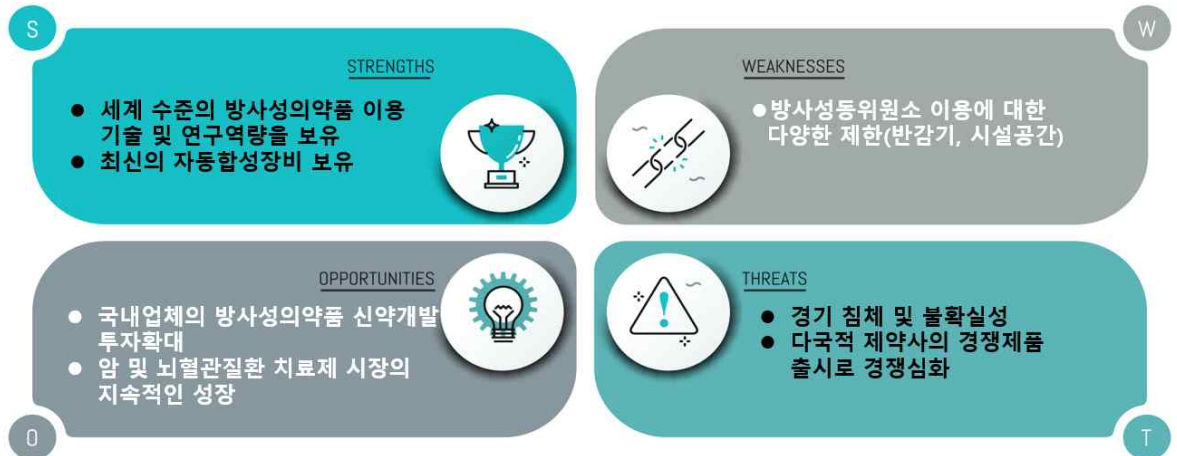 S
STRENGTHS
● 세계 수준의 방사성의약품 이용
기술 및 연구역량을 보유
● 최신의 자동합성장비 보유
W
WEAKNESSES
●방사성동위원소 이용에 대한
다양한 제한(반감기, 시설공간)
OPPORTUNITIES
● 국내업체의 방사성의약품 신약개발
투자확대
● 암 및 뇌혈관질환 치료제 시장의
지속적인 성장
O
THREATS
● 경기 침체 및 불확실성
● 다국적 제약사의 경쟁제품
출시로 경쟁심화
T